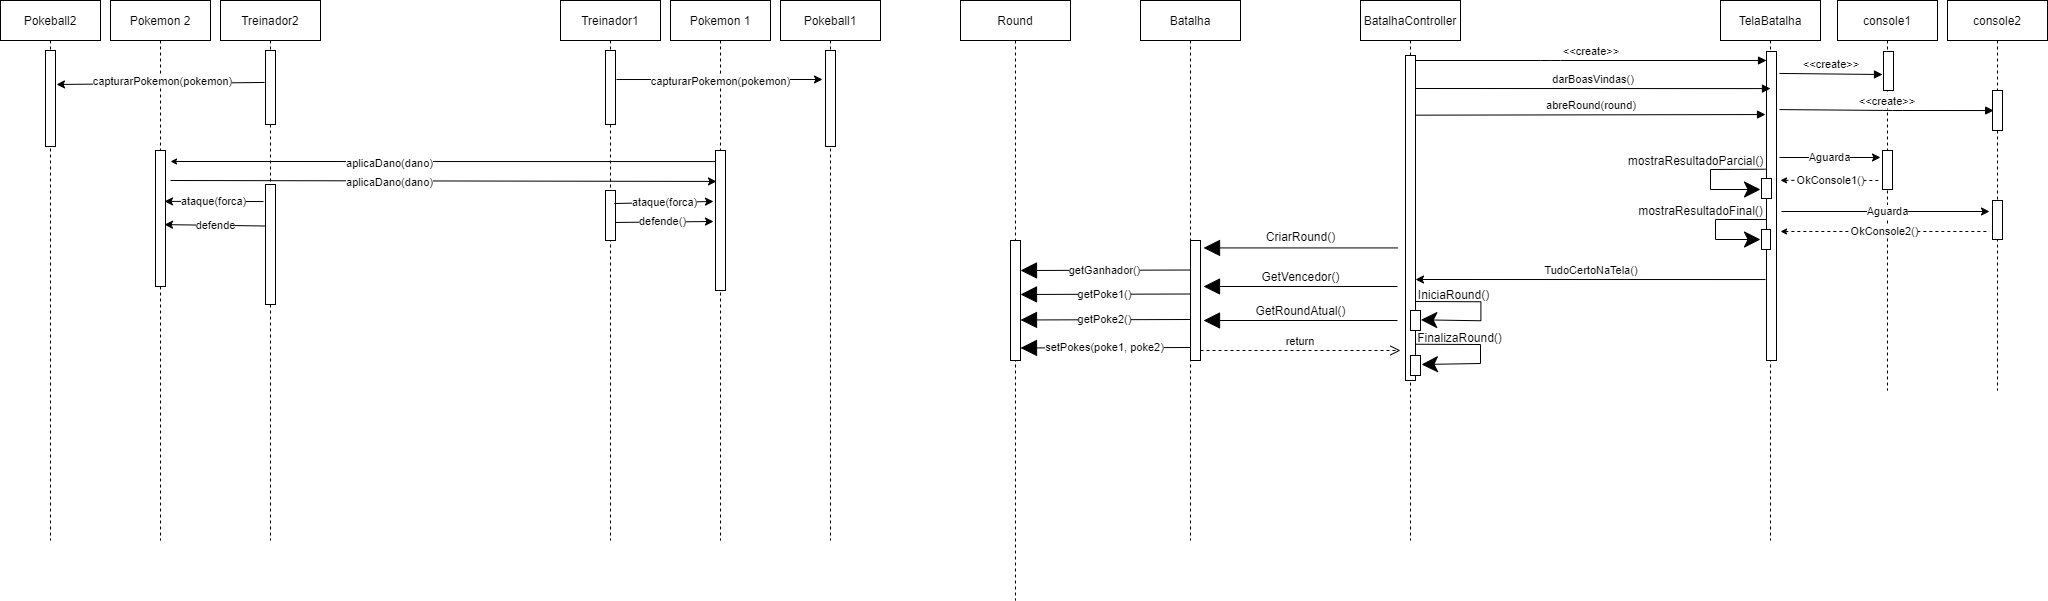 Pokeball2
Pokemon 2
Treinador2
Treinador1
Pokemon 1
Pokeball1
Round
Batalha
BatalhaController
TelaBatalha
console1
console2
capturarPokemon(pokemon)
capturarPokemon(pokemon)
aplicaDano(dano)
aplicaDano(dano)
ataque(forca)
defende
ataque(forca)
defende()
<<create>>
darBoasVindas()
abreRound(round)
<<create>>
<<create>>
mostraResultadoParcial()
Aguarda
OkConsole1()
mostraResultadoFinal()
Aguarda
OkConsole2()
CriarRound()
getGanhador()
GetVencedor()
TudoCertoNaTela()
getPoke1()
IniciaRound()
GetRoundAtual()
getPoke2()
FinalizaRound()
setPokes(poke1, poke2)
return